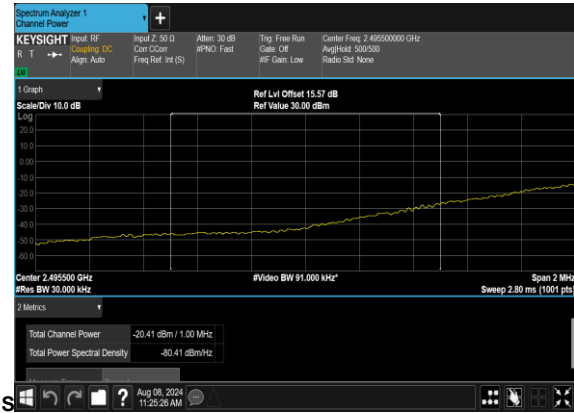 Spectrum Analyzer 1
Channel Power
+
KEYSIGHT Input: RF Input Z: 50 Ω Atten: 30 dB Trig: Free Run Center Freq: 2.495500000 GHz
R T Coupling: DC Corr CCorr #PNO: Fast Gate: Off Avg|Hold: 500/500
Align: Auto Freq Ref: Int (S) #IF Gain: Low Radio Std: None
1 Graph Ref Lvl Offset 15.57 dB
Scale/Div 10.0 dB Ref Value 30.00 dBm
Log
20.0
10.0
0.00
-10.0
-20.0
-30.0
-40.0
-50.0
-60.0
Center 2.495500 GHz #Video BW 91.000 kHz* Span 2 MHz
#Res BW 30.000 kHz Sweep 2.80 ms (1001 pts)
2 Metrics
Total Channel Power -20.41 dBm / 1.00 MHz
Total Power Spectral Density -80.41 dBm/Hz
S ? Aug 08, 2024
11:25:26 AM